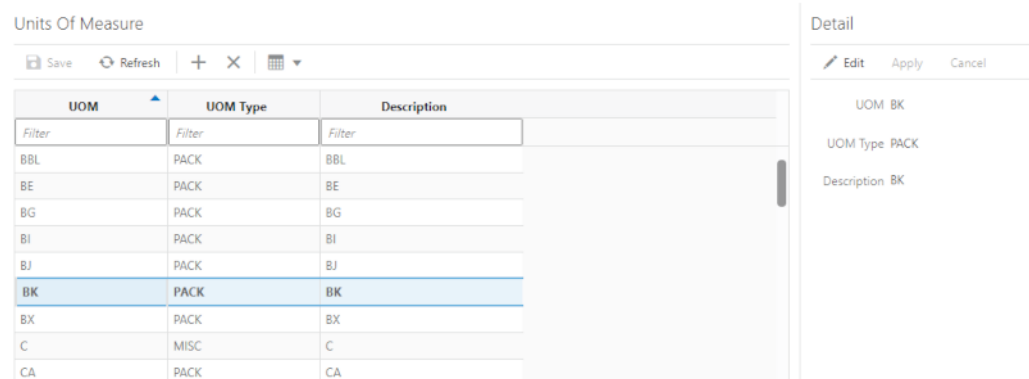 Units Of Measure
Save Refresh
UOM UOM Type Description
Filter Filter Filter
BBL PACK BBL
BE PACK BE
BG PACK BG
BI PACK BI
BJ PACK BJ
BK PACK BK
BX PACK BX
C MISC C
CA PACK CA
Detail
Edit Apply Cancel
UOM BK
UOM Type PACK
Description BK